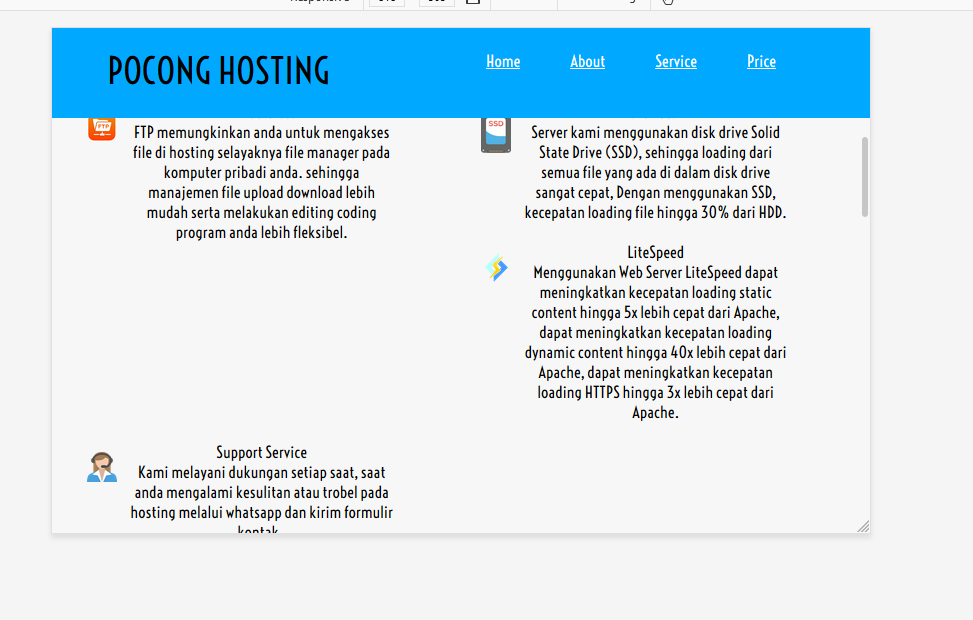 POCONG HOSTING
Home About Service Price
FTP
FTP memungkinkan anda untuk mengakses
file di hosting selayaknya file manager pada
komputer pribadi anda. sehingga
manajemen file upload download lebih
mudah serta melakukan editing coding
program anda lebih fleksibel.
SSD
Server kami menggunakan disk drive Solid
State Drive (SSD), sehingga loading dari
semua file yang ada di dalam disk drive
sangat cepat, Dengan menggunakan SSD,
kecepatan loading file hingga 30% dari HDD.
LiteSpeed
Menggunakan Web Server LiteSpeed dapat
meningkatkan kecepatan loading static
content hingga 5x lebih cepat dari Apache,
dapat meningkatkan kecepatan loading
dynamic content hingga 40x lebih cepat dari
Apache, dapat meningkatkan kecepatan
loading HTTPS hingga 3x lebih cepat dari
Apache.
Support Service
Kami melayani dukungan setiap saat, saat
anda mengalami kesulitan atau trobel pada
hosting melalui whatsapp dan kirim formulir
kontak